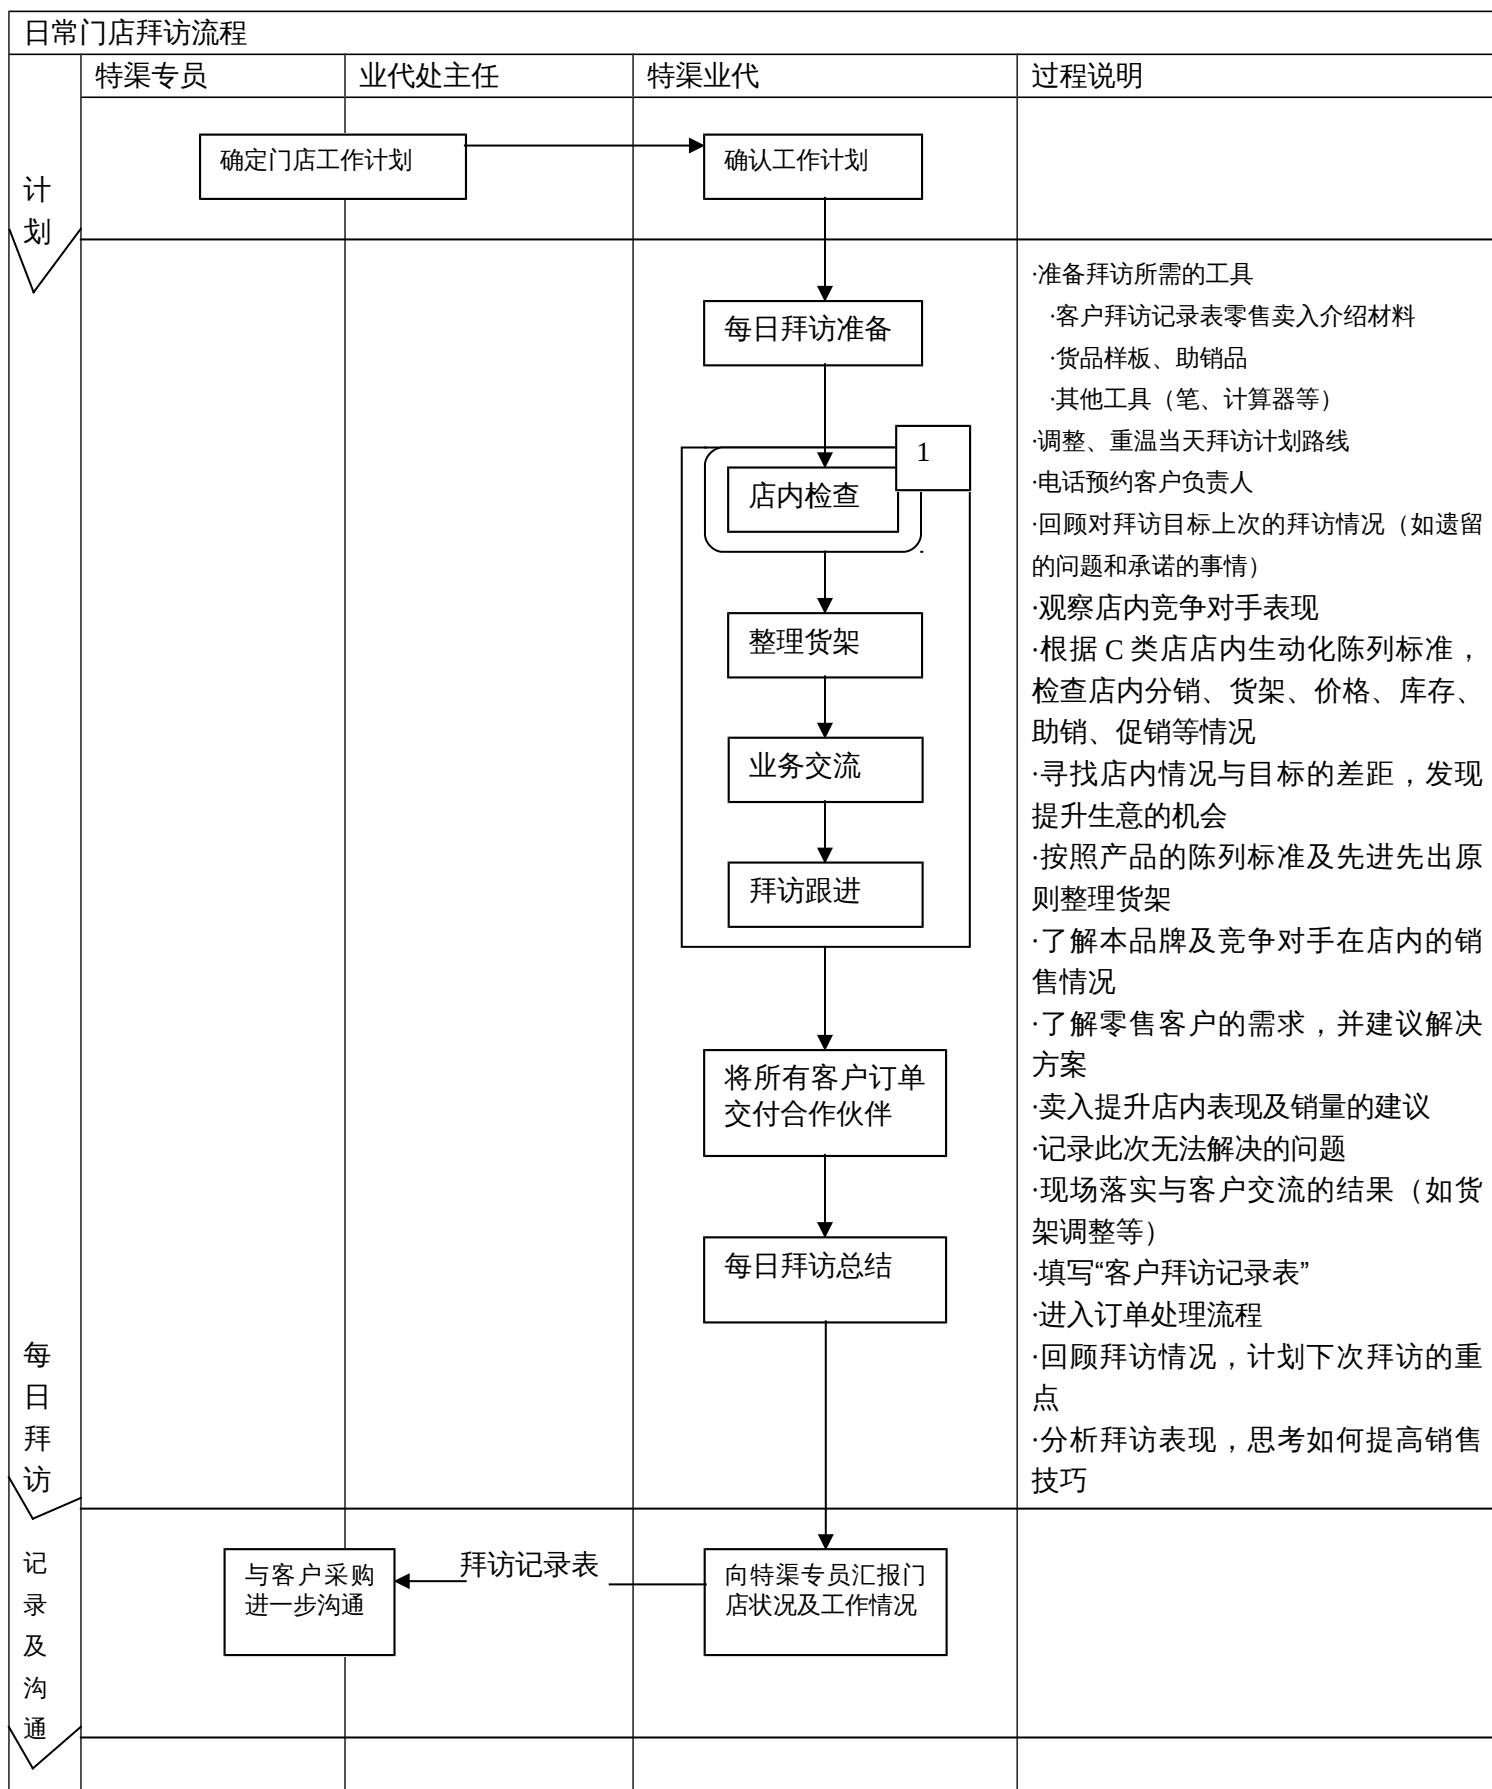 日常门店拜访流程
特渠专员
业代处主任
特渠业代
过程说明
计
划
确定门店工作计划
确认工作计划
每
日
拜
访
每日拜访准备
1
店内检查
整理货架
业务交流
拜访跟进
将所有客户订单
交付合作伙伴
每日拜访总结
·准备拜访所需的工具
·客户拜访记录表零售卖入介绍材料
·货品样板、助销品
·其他工具（笔、计算器等）
·调整、重温当天拜访计划路线
·电话预约客户负责人
·回顾对拜访目标上次的拜访情况（如遗留
的问题和承诺的事情）
·观察店内竞争对手表现
·根据 C 类店店内生动化陈列标准，
检查店内分销、货架、价格、库存、
助销、促销等情况
·寻找店内情况与目标的差距，发现
提升生意的机会
·按照产品的陈列标准及先进先出原
则整理货架
·了解本品牌及竞争对手在店内的销
售情况
·了解零售客户的需求，并建议解决
方案
·卖入提升店内表现及销量的建议
·记录此次无法解决的问题
·现场落实与客户交流的结果（如货
架调整等）
·填写“客户拜访记录表”
·进入订单处理流程
·回顾拜访情况，计划下次拜访的重
点
·分析拜访表现，思考如何提高销售
技巧
记
录
及
沟
通
与客户采购
进一步沟通
拜访记录表
向特渠专员汇报门
店状况及工作情况